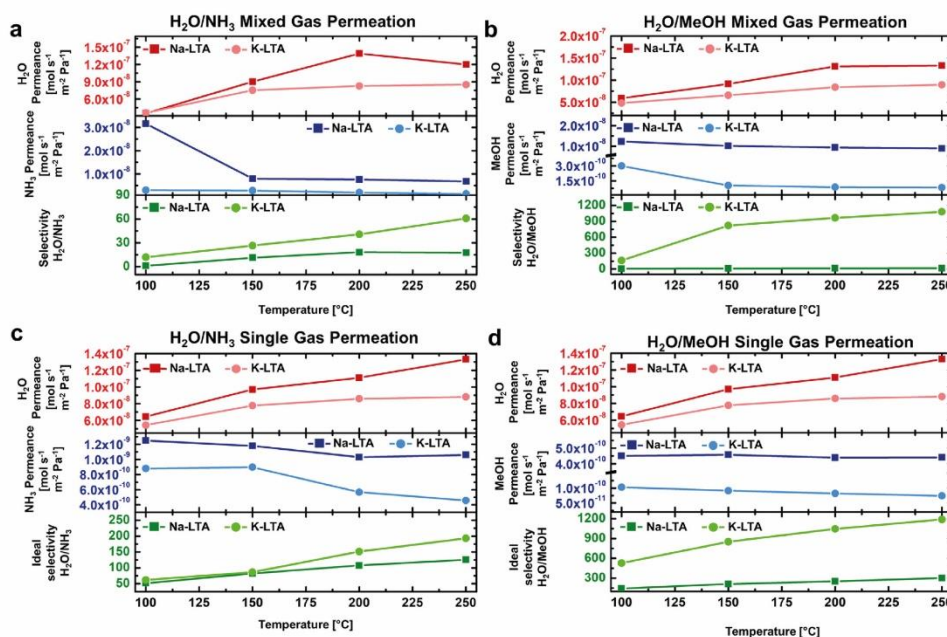 a
H₂O/NH₃ Mixed Gas Permeation
H₂O
Permeance
[mol s⁻¹
m⁻² Pa⁻¹]
1.5x10⁻⁷
1.2x10⁻⁷
9.0x10⁻⁸
6.0x10⁻⁸
Na-LTA K-LTA
NH₃ Permeance
[mol s⁻¹
m⁻² Pa⁻¹]
3.0x10⁻⁸
2.0x10⁻⁸
1.0x10⁻⁸
Na-LTA K-LTA
Selectivity
H₂O/NH₃
90
60
30
0
Na-LTA K-LTA
100 125 150 175 200 225 250
Temperature [°C]
b
H₂O/MeOH Mixed Gas Permeation
H₂O
Permeance
[mol s⁻¹
m⁻² Pa⁻¹]
2.0x10⁻⁷
1.5x10⁻⁷
1.0x10⁻⁷
5.0x10⁻⁸
Na-LTA K-LTA
MeOH
Permeance
[mol s⁻¹
m⁻² Pa⁻¹]
2.0x10⁻⁸
1.0x10⁻⁸
3.0x10⁻¹⁰
1.5x10⁻¹⁰
Na-LTA K-LTA
Selectivity
H₂O/MeOH
1200
900
600
300
0
Na-LTA K-LTA
100 125 150 175 200 225 250
Temperature [°C]
c
H₂O/NH₃ Single Gas Permeation
H₂O
Permeance
[mol s⁻¹
m⁻² Pa⁻¹]
1.4x10⁻⁷
1.2x10⁻⁷
1.0x10⁻⁷
8.0x10⁻⁸
6.0x10⁻⁸
Na-LTA K-LTA
NH₃ Permeance
[mol s⁻¹
m⁻² Pa⁻¹]
1.2x10⁻⁹
1.0x10⁻⁹
8.0x10⁻¹⁰
6.0x10⁻¹⁰
4.0x10⁻¹⁰
Na-LTA K-LTA
Ideal
selectivity
H₂O/NH₃
250
200
150
100
50
Na-LTA K-LTA
100 125 150 175 200 225 250
Temperature [°C]
d
H₂O/MeOH Single Gas Permeation
H₂O
Permeance
[mol s⁻¹
m⁻² Pa⁻¹]
1.4x10⁻⁷
1.2x10⁻⁷
1.0x10⁻⁷
8.0x10⁻⁸
6.0x10⁻⁸
Na-LTA K-LTA
MeOH
Permeance
[mol s⁻¹
m⁻² Pa⁻¹]
5.0x10⁻¹⁰
4.0x10⁻¹⁰
1.0x10⁻¹⁰
5.0x10⁻¹¹
Na-LTA K-LTA
Ideal
selectivity
H₂O/MeOH
1200
900
600
300
Na-LTA K-LTA
100 125 150 175 200 225 250
Temperature [°C]